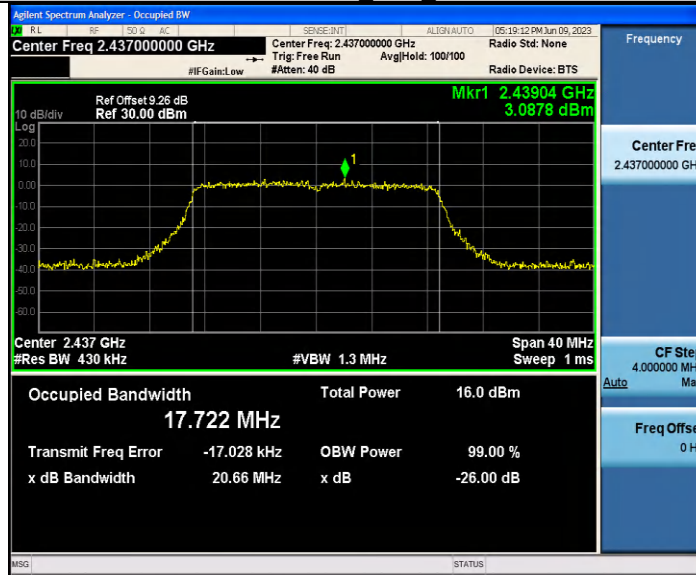 Agilent Spectrum Analyzer - Occupied BW
RL RF 50 Ω AC SENSE:INT ALIGN AUTO 05:19:12 PM Jun 09, 2023
Center Freq 2.437000000 GHz
Center Freq: 2.437000000 GHz Radio Std: None
Trig: Free Run Avg|Hold: 100/100
#IFGain:Low #Atten: 40 dB Radio Device: BTS
Frequency
Mkr1 2.43904 GHz
3.0878 dBm
Ref Offset 9.26 dB
10 dB/div Ref 30.00 dBm
Log
20.0
10.0
0.00
-10.0
-20.0
-30.0
-40.0
-50.0
-60.0
1
Center 2.437 GHz Span 40 MHz
#Res BW 430 kHz #VBW 1.3 MHz Sweep 1 ms
Occupied Bandwidth Total Power 16.0 dBm
17.722 MHz
Transmit Freq Error -17.028 kHz OBW Power 99.00 %
x dB Bandwidth 20.66 MHz x dB -26.00 dB
Center Fre
2.437000000 GH
CF Ste
4.000000 MH
Auto Ma
Freq Offse
0 H
MSG STATUS